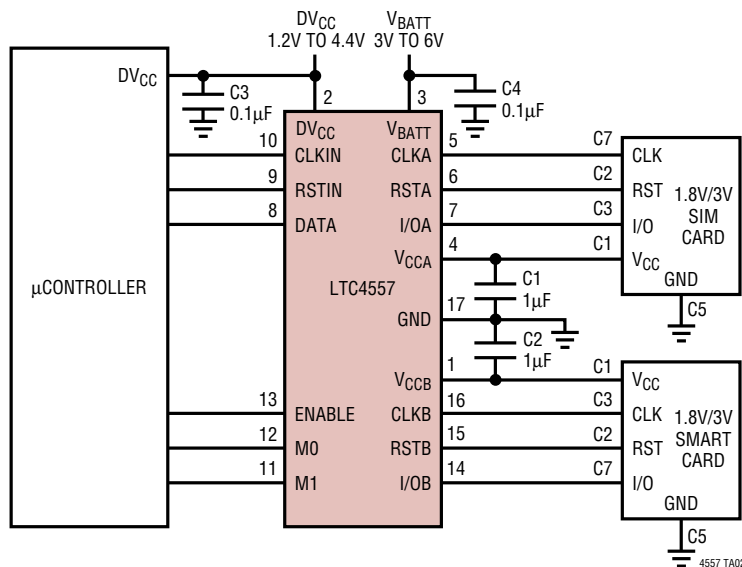 DVCC
1.2V TO 4.4V
VBATT
3V TO 6V
DVCC
C3
0.1µF
C4
0.1µF
2
3
DVCC
VBATT
10
CLKIN
CLKA
5
C7
CLK
9
RSTIN
RSTA
6
C2
RST
8
DATA
I/OA
7
C3
I/O
VCCA
4
C1
VCC
1.8V/3V
SIM
CARD
GND
C5
µCONTROLLER
LTC4557
C1
1µF
GND
17
C2
1µF
VCCB
1
C1
VCC
13
ENABLE
CLKB
16
C3
CLK
12
M0
RSTB
15
C2
RST
11
M1
I/OB
14
C7
I/O
1.8V/3V
SMART
CARD
GND
C5
4557 TA02